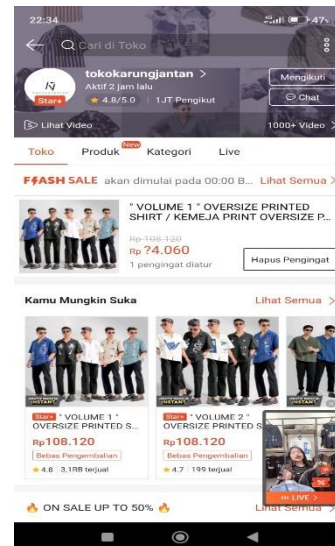 22:34
47%
Cari di Toko
tokokarungjantan >
Aktif 2 jam lalu
Star+
4.8/5.0 | 1.JT Pengikut
Mengikuti
Chat
Lihat Video
1000+ Video >
Toko
Produk
New
Kategori
Live
FLASH SALE akan dimulai pada 00:00 B... Lihat Semua >
" VOLUME 1 " OVERSIZE PRINTED
SHIRT / KEMEJA PRINT OVERSIZE P...
Rp 108.120
Rp ?4.060
1 pengingat diatur
Hapus Pengingat
Kamu Mungkin Suka
Lihat Semua >
INSTANT
INSTANT
Star+ " VOLUME 1 "
OVERSIZE PRINTED S...
Rp108.120
Bebas Pengembalian
4.8 | 3,1RB terjual
Star+ " VOLUME 2 "
OVERSIZE PRINTED S
Rp108.120
Bebas Pengembalian
4.7 | 199 terjual
LIVE >
ON SALE UP TO 50%
Lihat Semua >